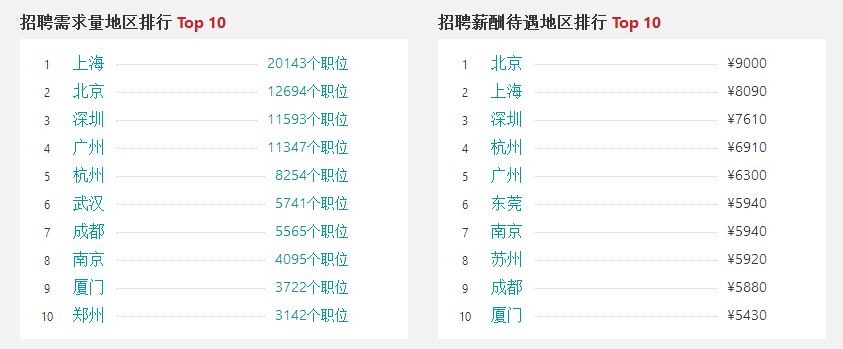 招聘需求量地区排行 Top 10
1 上海 20143个职位
2 北京 12694个职位
3 深圳 11593个职位
4 广州 11347个职位
5 杭州 8254个职位
6 武汉 5741个职位
7 成都 5565个职位
8 南京 4095个职位
9 厦门 3722个职位
10 郑州 3142个职位
招聘薪酬待遇地区排行 Top 10
1 北京 ¥9000
2 上海 ¥8090
3 深圳 ¥7610
4 杭州 ¥6910
5 广州 ¥6300
6 东莞 ¥5940
7 南京 ¥5940
8 苏州 ¥5920
9 成都 ¥5880
10 厦门 ¥5430